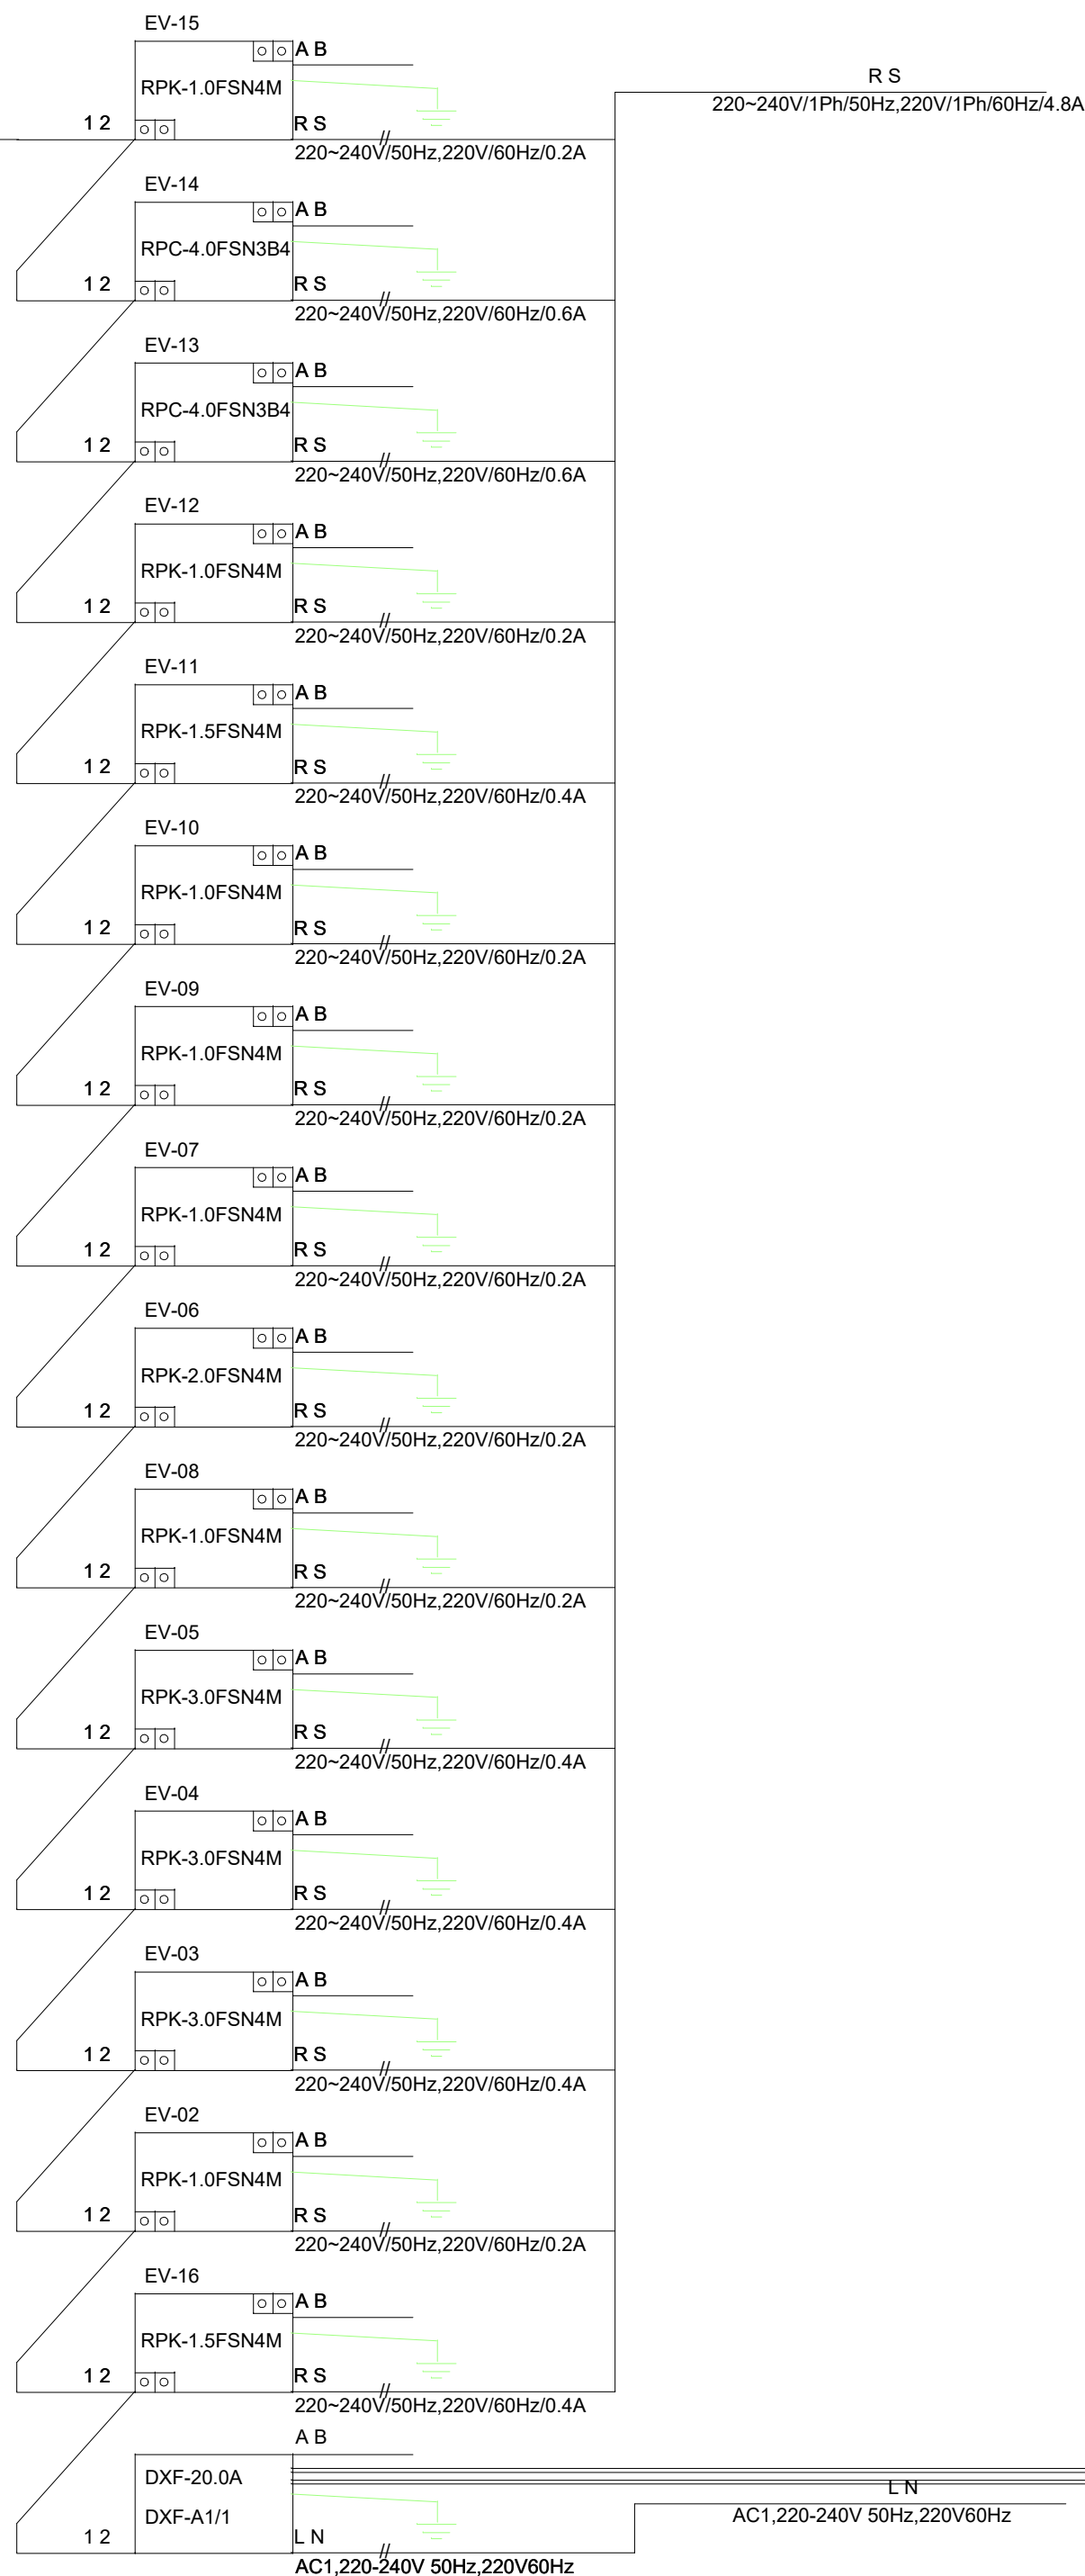 EV-15
A B
RPK-1.0FSN4M
R S
220~240V/1Ph/50Hz,220V/1Ph/60Hz/4.8A
1 2
R S
220~240V/50Hz,220V/60Hz/0.2A
EV-14
A B
RPC-4.0FSN3B4
1 2
R S
220~240V/50Hz,220V/60Hz/0.6A
EV-13
A B
RPC-4.0FSN3B4
1 2
R S
220~240V/50Hz,220V/60Hz/0.6A
EV-12
A B
RPK-1.0FSN4M
1 2
R S
220~240V/50Hz,220V/60Hz/0.2A
EV-11
A B
RPK-1.5FSN4M
1 2
R S
220~240V/50Hz,220V/60Hz/0.4A
EV-10
A B
RPK-1.0FSN4M
1 2
R S
220~240V/50Hz,220V/60Hz/0.2A
EV-09
A B
RPK-1.0FSN4M
1 2
R S
220~240V/50Hz,220V/60Hz/0.2A
EV-07
A B
RPK-1.0FSN4M
1 2
R S
220~240V/50Hz,220V/60Hz/0.2A
EV-06
A B
RPK-2.0FSN4M
1 2
R S
220~240V/50Hz,220V/60Hz/0.2A
EV-08
A B
RPK-1.0FSN4M
1 2
R S
220~240V/50Hz,220V/60Hz/0.2A
EV-05
A B
RPK-3.0FSN4M
1 2
R S
220~240V/50Hz,220V/60Hz/0.4A
EV-04
A B
RPK-3.0FSN4M
1 2
R S
220~240V/50Hz,220V/60Hz/0.4A
EV-03
A B
RPK-3.0FSN4M
1 2
R S
220~240V/50Hz,220V/60Hz/0.4A
EV-02
A B
RPK-1.0FSN4M
1 2
R S
220~240V/50Hz,220V/60Hz/0.2A
EV-16
A B
RPK-1.5FSN4M
1 2
R S
220~240V/50Hz,220V/60Hz/0.4A
A B
DXF-20.0A
L N
DXF-A1/1
AC1,220-240V 50Hz,220V60Hz
1 2
L N
AC1,220-240V 50Hz,220V60Hz